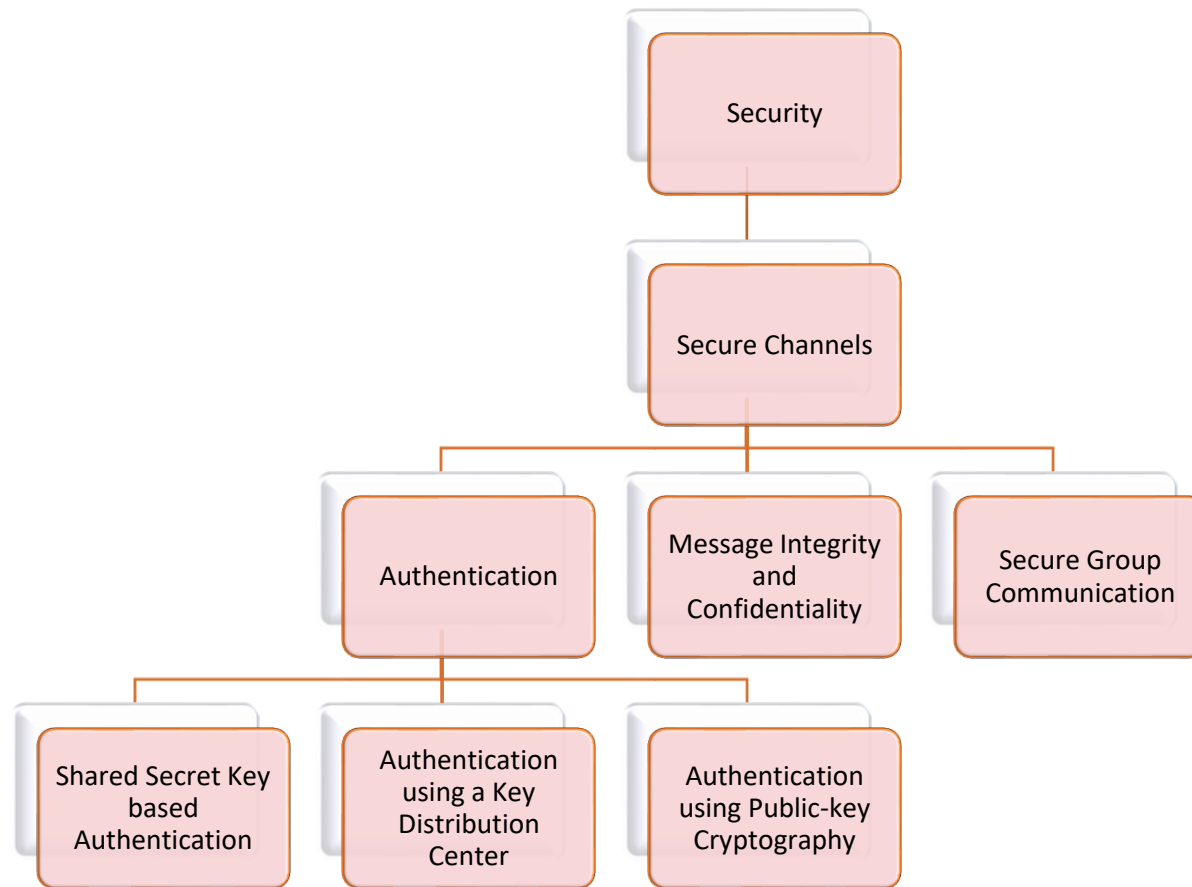 Security
Secure Channels
Authentication
Message Integrity
and
Confidentiality
Secure Group
Communication
Shared Secret Key
based
Authentication
Authentication
using a Key
Distribution
Center
Authentication
using Public-key
Cryptography